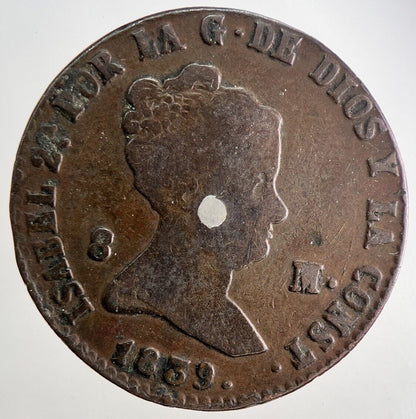 ISABEL 2ª POR LA G· DE DIOS Y LA CONST·
8 M·
1839·